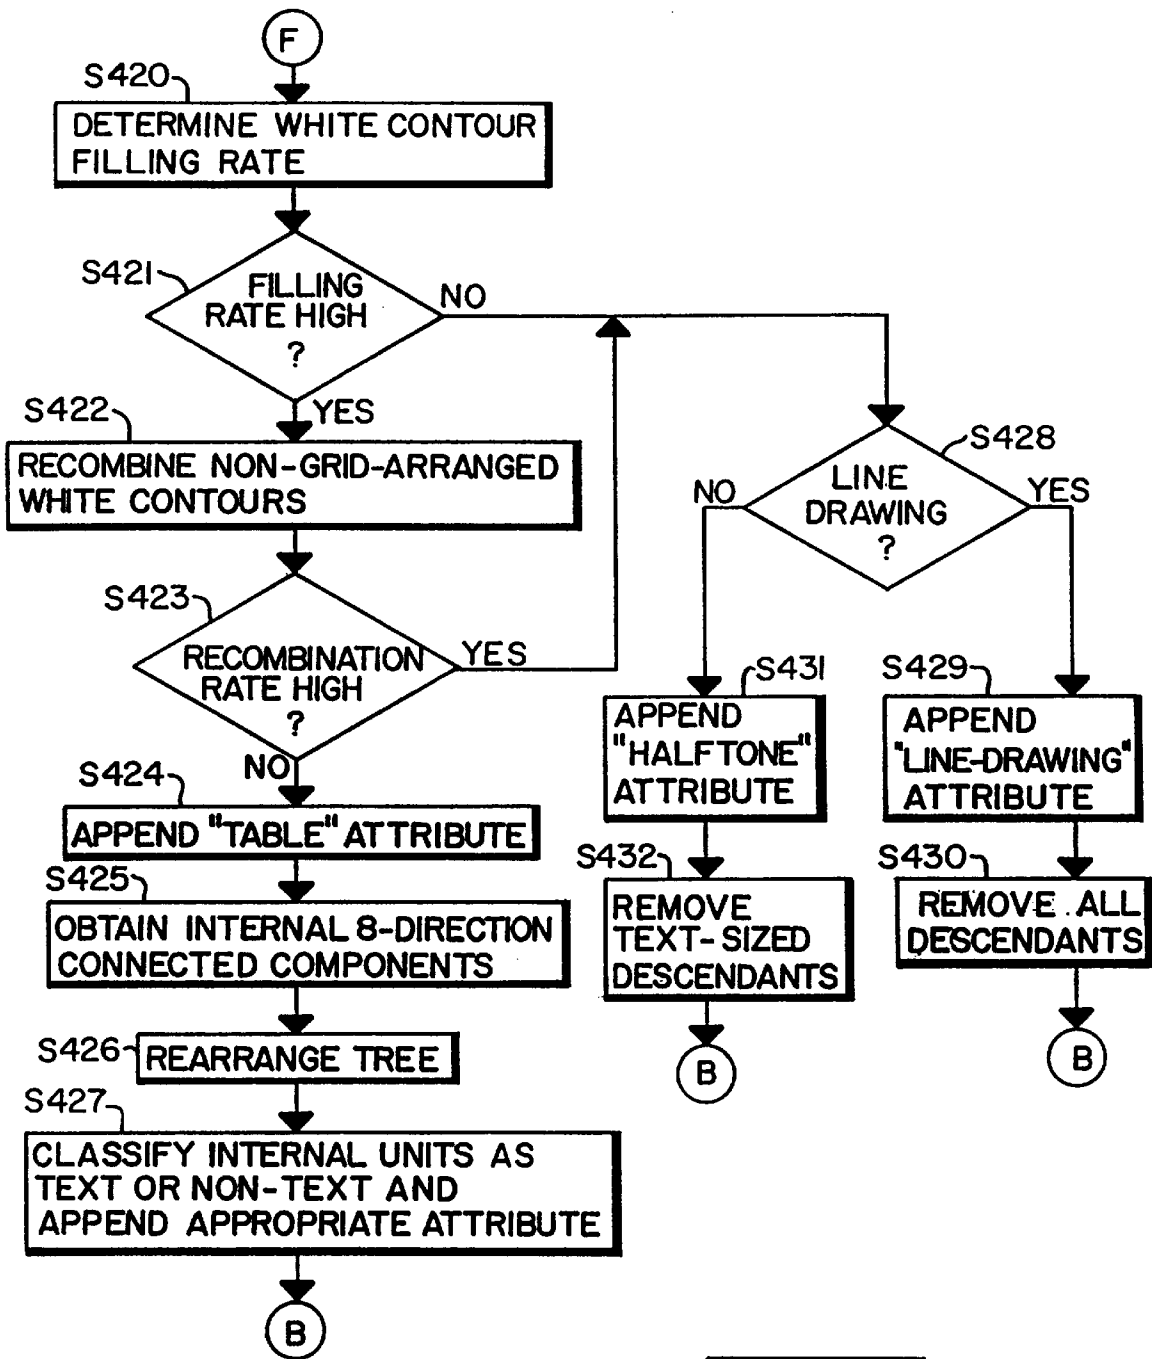 F
S420
DETERMINE WHITE CONTOUR
FILLING RATE
S421
FILLING
RATE HIGH
?
NO
YES
S422
RECOMBINE NON-GRID-ARRANGED
WHITE CONTOURS
S423
RECOMBINATION
RATE HIGH
?
YES
NO
S424
APPEND "TABLE" ATTRIBUTE
S425
OBTAIN INTERNAL 8-DIRECTION
CONNECTED COMPONENTS
S426
REARRANGE TREE
S427
CLASSIFY INTERNAL UNITS AS
TEXT OR NON-TEXT AND
APPEND APPROPRIATE ATTRIBUTE
B
S428
LINE
DRAWING
?
NO
YES
S431
APPEND
"HALFTONE"
ATTRIBUTE
S432
REMOVE
TEXT-SIZED
DESCENDANTS
B
S429
APPEND
"LINE-DRAWING"
ATTRIBUTE
S430
REMOVE ALL
DESCENDANTS
B